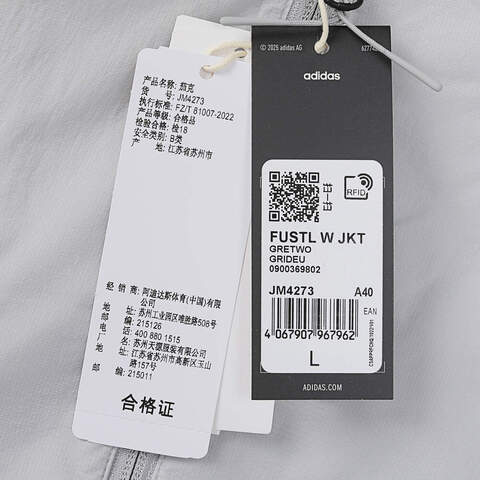 产品名称: 茄克
货 号: JM4273
执行标准: FZ/T 81007-2022
产品等级: 合格品
检验合格: 检18
安全类别: B类
产 地: 江苏省苏州市
经 销 商: 阿迪达斯体育(中国)有限
公司
地 址: 苏州工业园区唯胜路508号
邮 编: 215126
电 话: 400 880 1515
苏州天源服装有限公司
地 址: 江苏省苏州市高新区玉山
路157号
邮 编: 215011
合格证
© 2025 adidas AG
adidas
RFID
FUSTL W JKT
GRETWO
GRIDEU
0900369802
JM4273 A40
EAN
4 067907 967962
L
ADIDAS.COM